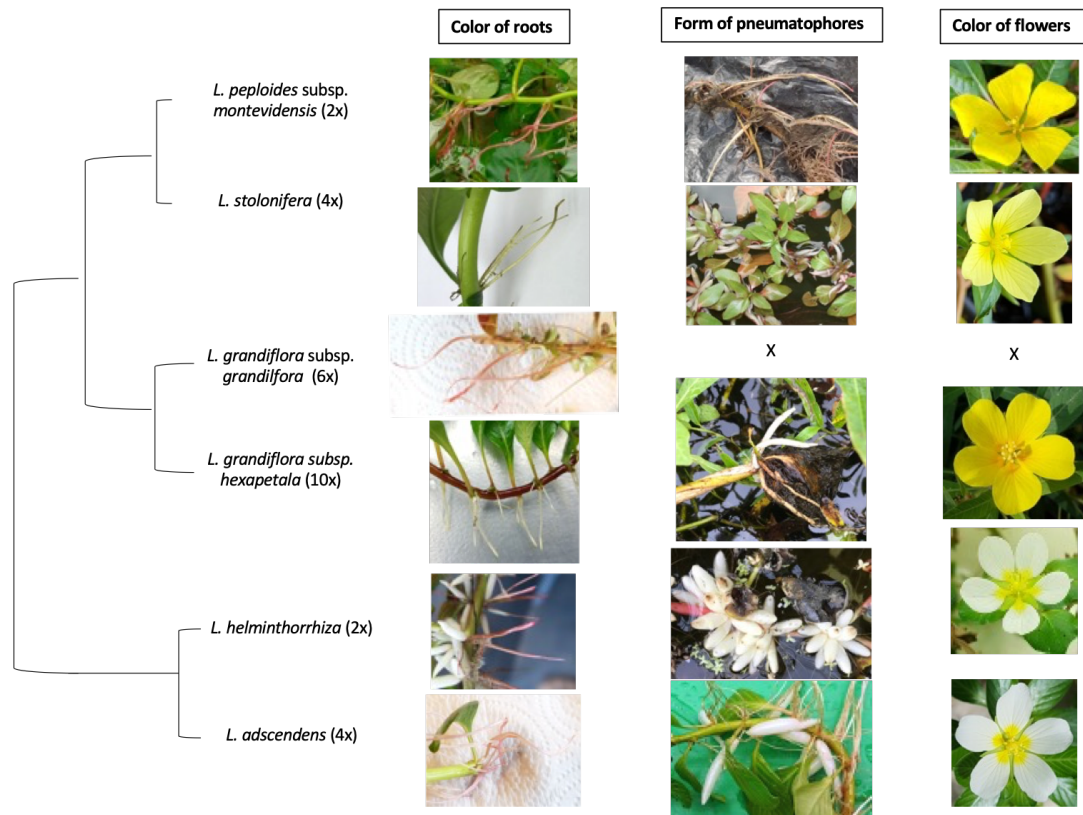 Color of roots
Form of pneumatophores
Color of flowers
L. peploides subsp.
montevidensis (2x)
L. stolonifera (4x)
L. grandiflora subsp.
grandilfora (6x)
X
X
L. grandiflora subsp.
hexapetala (10x)
L. helminthorrhiza (2x)
L. adscendens (4x)